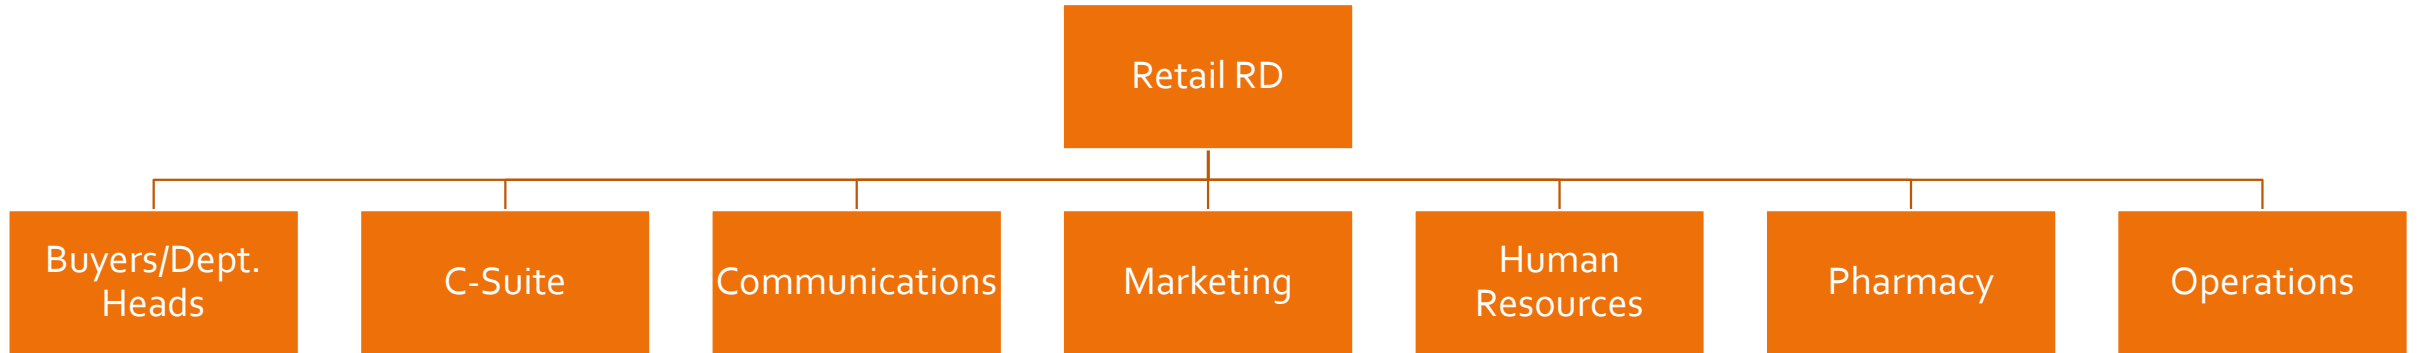 Retail RD
Buyers/Dept.
Heads
C-Suite
Communications
Marketing
Human
Resources
Pharmacy
Operations